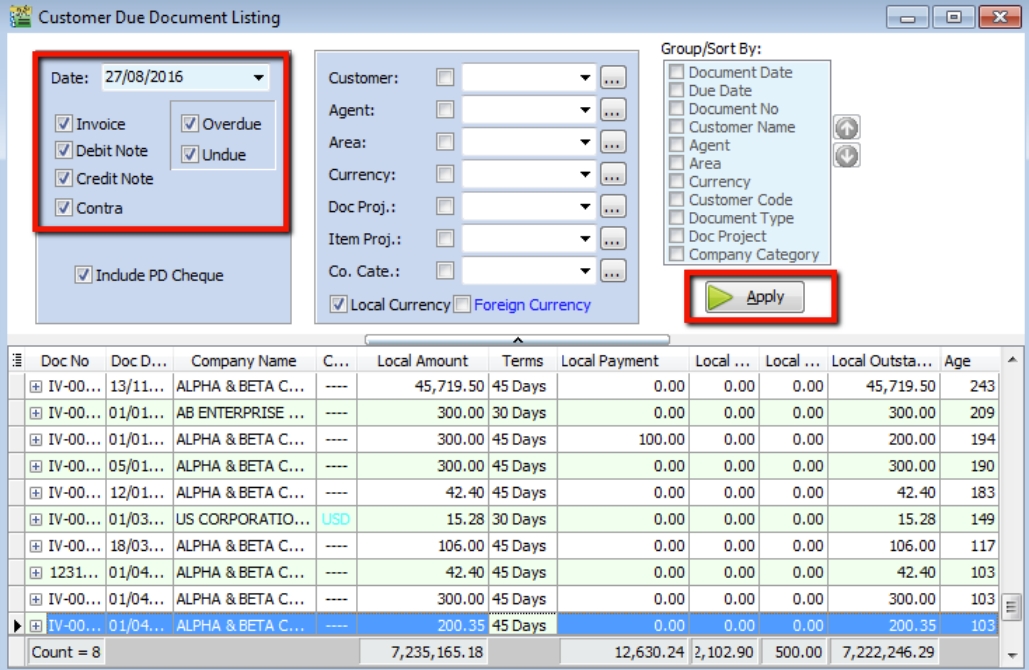 Customer Due Document Listing
Date: 27/08/2016
Invoice
Overdue
Debit Note
Undue
Credit Note
Contra
Include PD Cheque
Customer: ...
Agent: ...
Area: ...
Currency: ...
Doc Proj.: ...
Item Proj.: ...
Co. Cate.: ...
Local Currency Foreign Currency
Group/Sort By:
Document Date
Due Date
Document No
Customer Name
Agent
Area
Currency
Customer Code
Document Type
Doc Project
Company Category
Apply
Doc No Doc D... Company Name C... Local Amount Terms Local Payment Local ... Local ... Local Outsta... Age
IV-00... 13/11... ALPHA & BETA C... ---- 45,719.50 45 Days 0.00 0.00 0.00 45,719.50 243
IV-00... 01/01... AB ENTERPRISE ... ---- 300.00 30 Days 0.00 0.00 0.00 300.00 209
IV-00... 01/01... ALPHA & BETA C... ---- 300.00 45 Days 100.00 0.00 0.00 200.00 194
IV-00... 05/01... ALPHA & BETA C... ---- 300.00 45 Days 0.00 0.00 0.00 300.00 190
IV-00... 12/01... ALPHA & BETA C... ---- 42.40 45 Days 0.00 0.00 0.00 42.40 183
IV-00... 01/03... US CORPORATIO... USD 15.28 30 Days 0.00 0.00 0.00 15.28 149
IV-00... 18/03... ALPHA & BETA C... ---- 106.00 45 Days 0.00 0.00 0.00 106.00 117
1231... 01/04... ALPHA & BETA C... ---- 42.40 45 Days 0.00 0.00 0.00 42.40 103
IV-00... 01/04... ALPHA & BETA C... ---- 300.00 45 Days 0.00 0.00 0.00 300.00 103
IV-00... 01/04... ALPHA & BETA C... ---- 200.35 45 Days 0.00 0.00 0.00 200.35 103
Count = 8 7,235,165.18 12,630.24 2,102.90 500.00 7,222,246.29